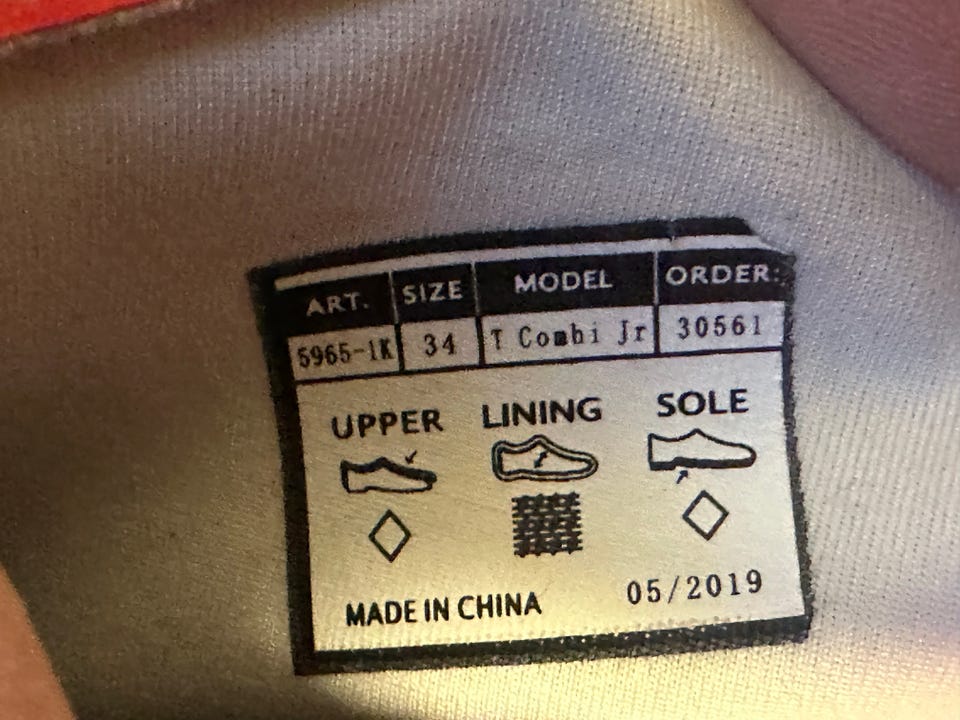 ART. SIZE MODEL ORDER:
5965-1K 34 T Combi Jr 30561
UPPER LINING SOLE
MADE IN CHINA 05/2019